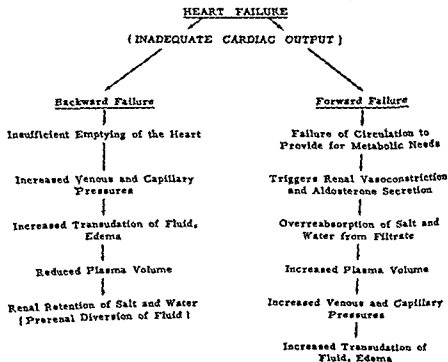 HEART FAILURE
(INADEQUATE CARDIAC OUTPUT)
Backward Failure
Insufficient Emptying of the Heart
Increased Venous and Capillary
Pressures
Increased Transudation of Fluid,
Edema
Reduced Plasma Volume
Renal Retention of Salt and Water
(Prerenal Diversion of Fluid)
Forward Failure
Failure of Circulation to
Provide for Metabolic Needs
Triggers Renal Vasoconstriction
and Aldosterone Secretion
Overreabsorption of Salt and
Water from Filtrate
Increased Plasma Volume
Increased Venous and Capillary
Pressures
Increased Transudation of
Fluid, Edema